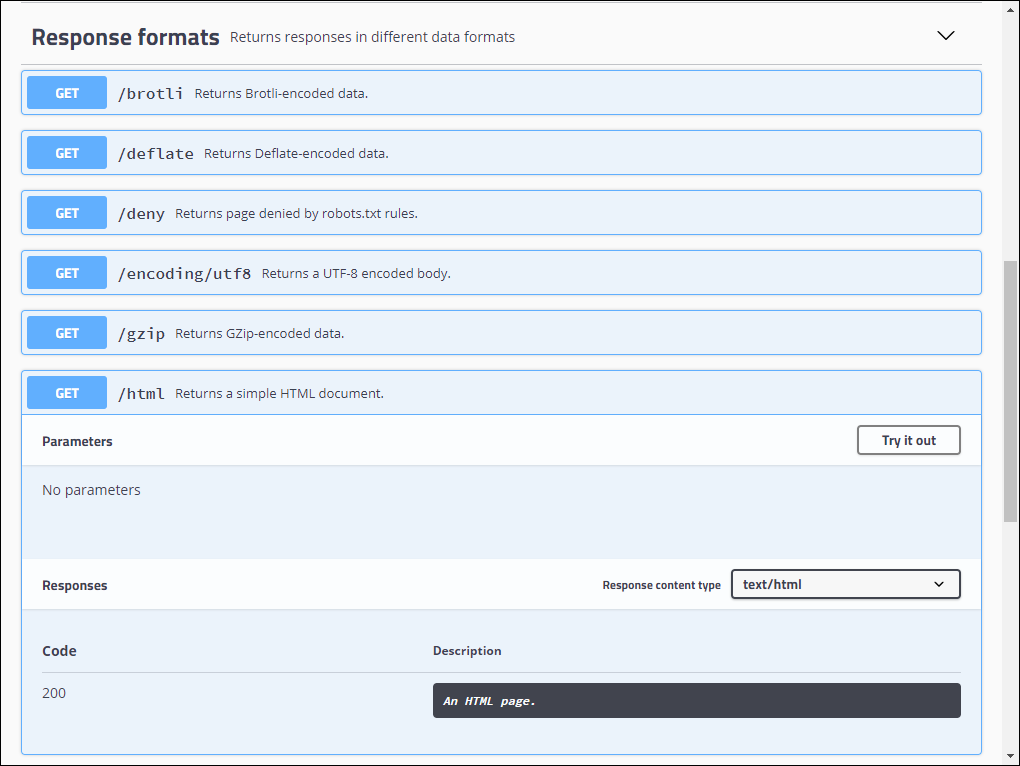 Response formats Returns responses in different data formats
GET /brotli Returns Brotli-encoded data.
GET /deflate Returns Deflate-encoded data.
GET /deny Returns page denied by robots.txt rules.
GET /encoding/utf8 Returns a UTF-8 encoded body.
GET /gzip Returns GZip-encoded data.
GET /html Returns a simple HTML document.
Parameters Try it out
No parameters
Responses Response content type text/html
Code Description
200 An HTML page.